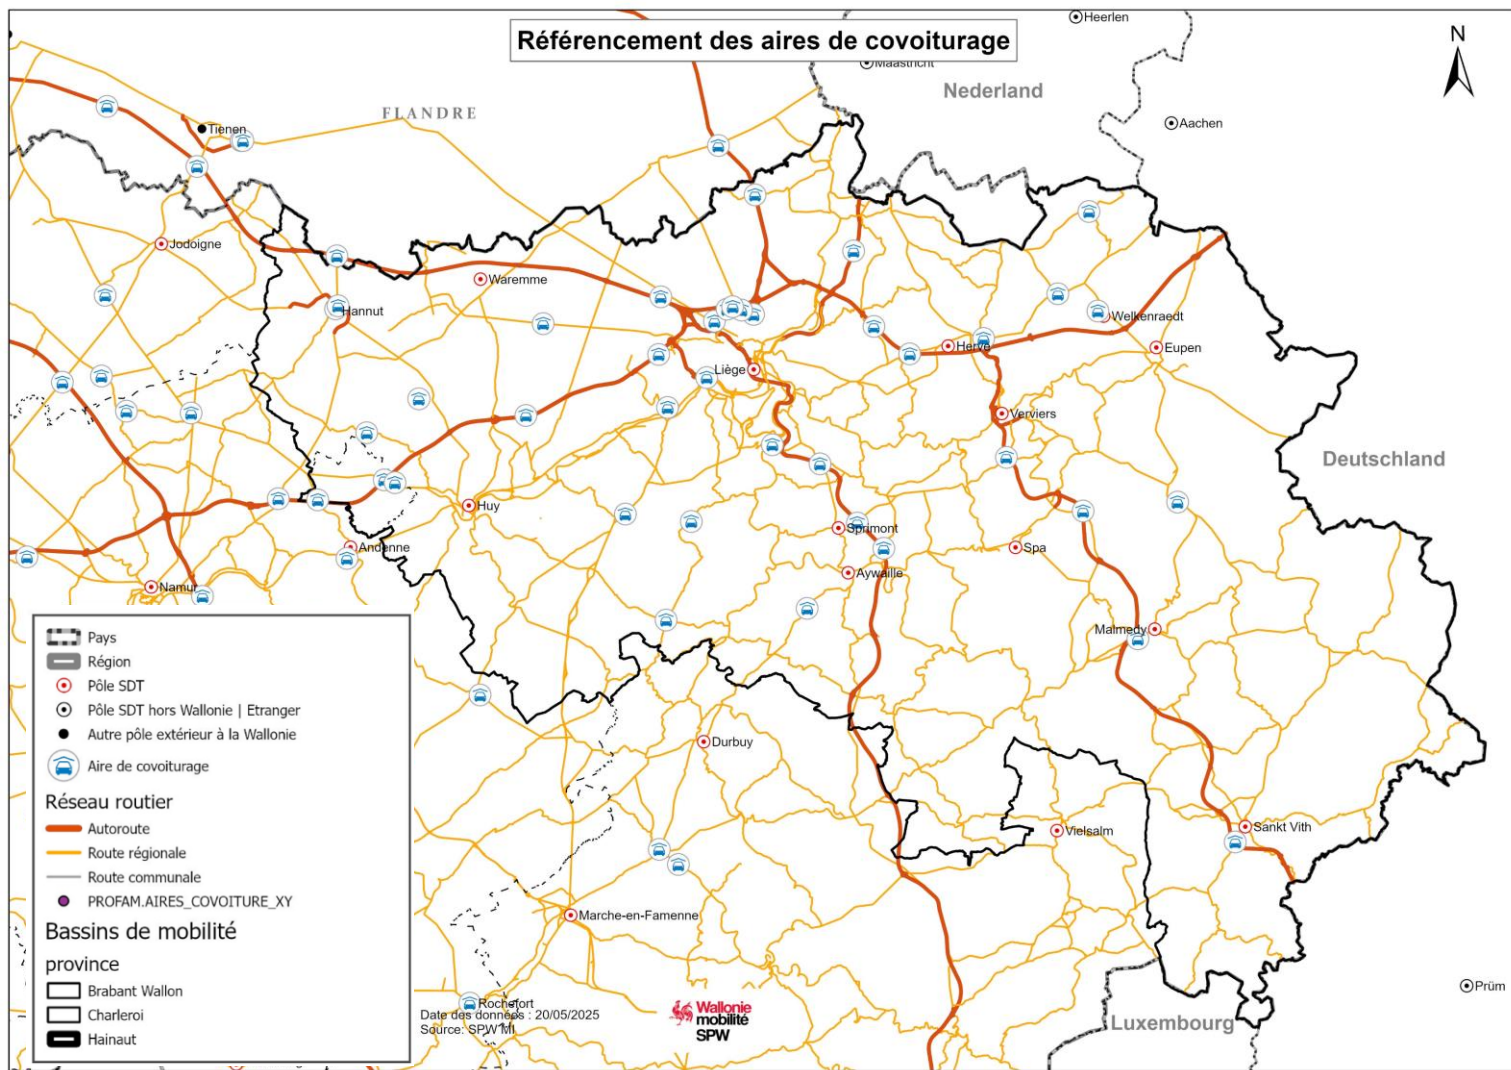 Référencement des aires de covoiturage
N
Heerlen
Maastricht
Nederland
Aachen
FLANDRE
Tienen
Jodoigne
Waremme
Hannut
Welkenraedt
Herve
Eupen
Liège
Verviers
Deutschland
Huy
Sprimont
Andenne
Spa
Aywaille
Namur
Malmedy
Durbuy
Sankt Vith
Vielsalm
Marche-en-Famenne
Prüm
Rochefort
Luxembourg
Pays
Région
Pôle SDT
Pôle SDT hors Wallonie | Etranger
Autre pôle extérieur à la Wallonie
Aire de covoiturage
Réseau routier
Autoroute
Route régionale
Route communale
PROFAM.AIRES_COVOITURE_XY
Bassins de mobilité
province
Brabant Wallon
Charleroi
Hainaut
Date des données : 20/05/2025
Source: SPW MI
Wallonie
mobilité
SPW